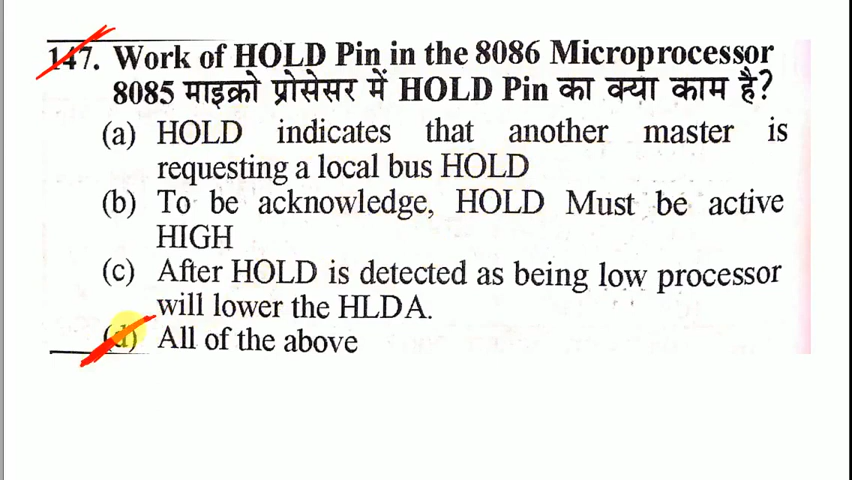 147. Work of HOLD Pin in the 8086 Microprocessor
8085 माइक्रो प्रोसेसर में HOLD Pin का क्या काम है?
(a) HOLD indicates that another master is
requesting a local bus HOLD
(b) To be acknowledge, HOLD Must be active
HIGH
(c) After HOLD is detected as being low processor
will lower the HLDA.
(d) All of the above